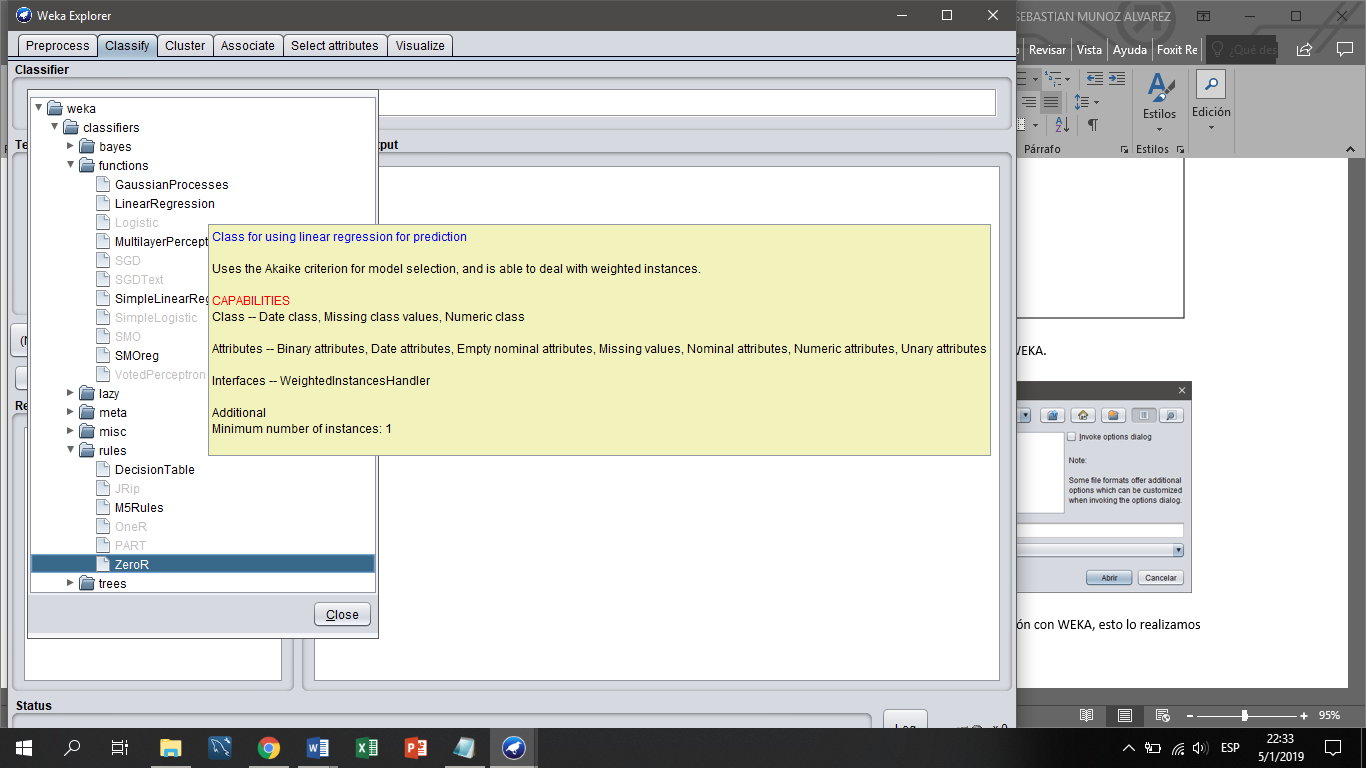 Weka Explorer
Preprocess
Classify
Cluster
Associate
Select attributes
Visualize
Classifier
weka
classifiers
bayes
functions
GaussianProcesses
LinearRegression
Logistic
MultilayerPercept
SGD
SGDText
SimpleLinearReg
SimpleLogistic
SMO
SMOreg
VotedPerceptron
lazy
meta
misc
rules
DecisionTable
JRip
M5Rules
OneR
PART
ZeroR
trees
Close
Class for using linear regression for prediction
Uses the Akaike criterion for model selection, and is able to deal with weighted instances.
CAPABILITIES
Class -- Date class, Missing class values, Numeric class
Attributes -- Binary attributes, Date attributes, Empty nominal attributes, Missing values, Nominal attributes, Numeric attributes, Unary attributes
Interfaces -- WeightedInstancesHandler
Additional
Minimum number of instances: 1
Status
Log
x 0
SEBASTIAN MUNOZ ALVAREZ
Revisar
Vista
Ayuda
Foxit Re
¿Qué des
Estilos
Edición
Párrafo
Estilos
WEKA.
Invoke options dialog
Note:
Some file formats offer additional
options which can be customized
when invoking the options dialog.
Abrir
Cancelar
ón con WEKA, esto lo realizamos
95%
ESP
22:33
5/1/2019